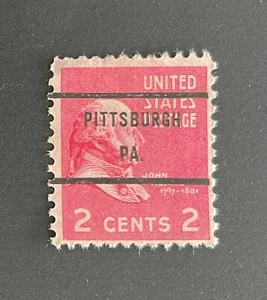 UNITED
STATES
PITTSBURGH
PA.
JOHN
1797-1801
2 CENTS 2